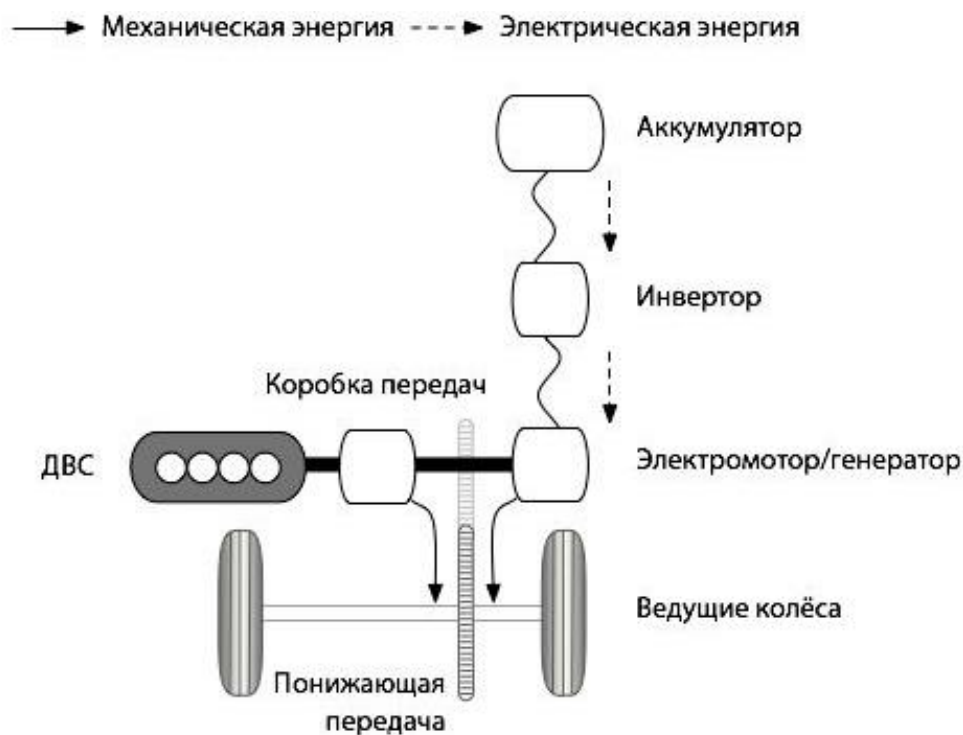 Механическая энергия
Электрическая энергия
Аккумулятор
Инвертор
Коробка передач
ДВС
Электромотор/генератор
Ведущие колёса
Понижающая
передача